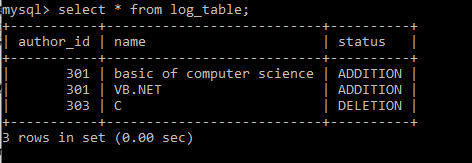 mysql> select * from log_table;
+-----------+---------------------------+----------+
| author_id | name                      | status   |
+-----------+---------------------------+----------+
|       301 | basic of computer science | ADDITION |
|       301 | VB.NET                    | ADDITION |
|       303 | C                         | DELETION |
+-----------+---------------------------+----------+
3 rows in set (0.00 sec)